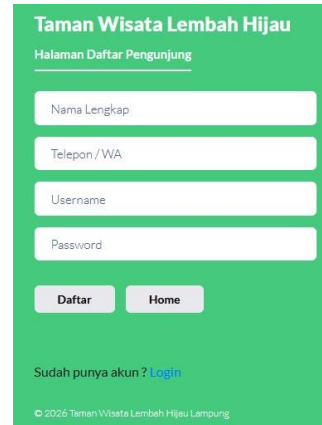 Taman Wisata Lembah Hijau
Halaman Daftar Pengunjung
Nama Lengkap
Telepon / WA
Username
Password
Daftar Home
Sudah punya akun ? Login
© 2026 Taman Wisata Lembah Hijau Lampung